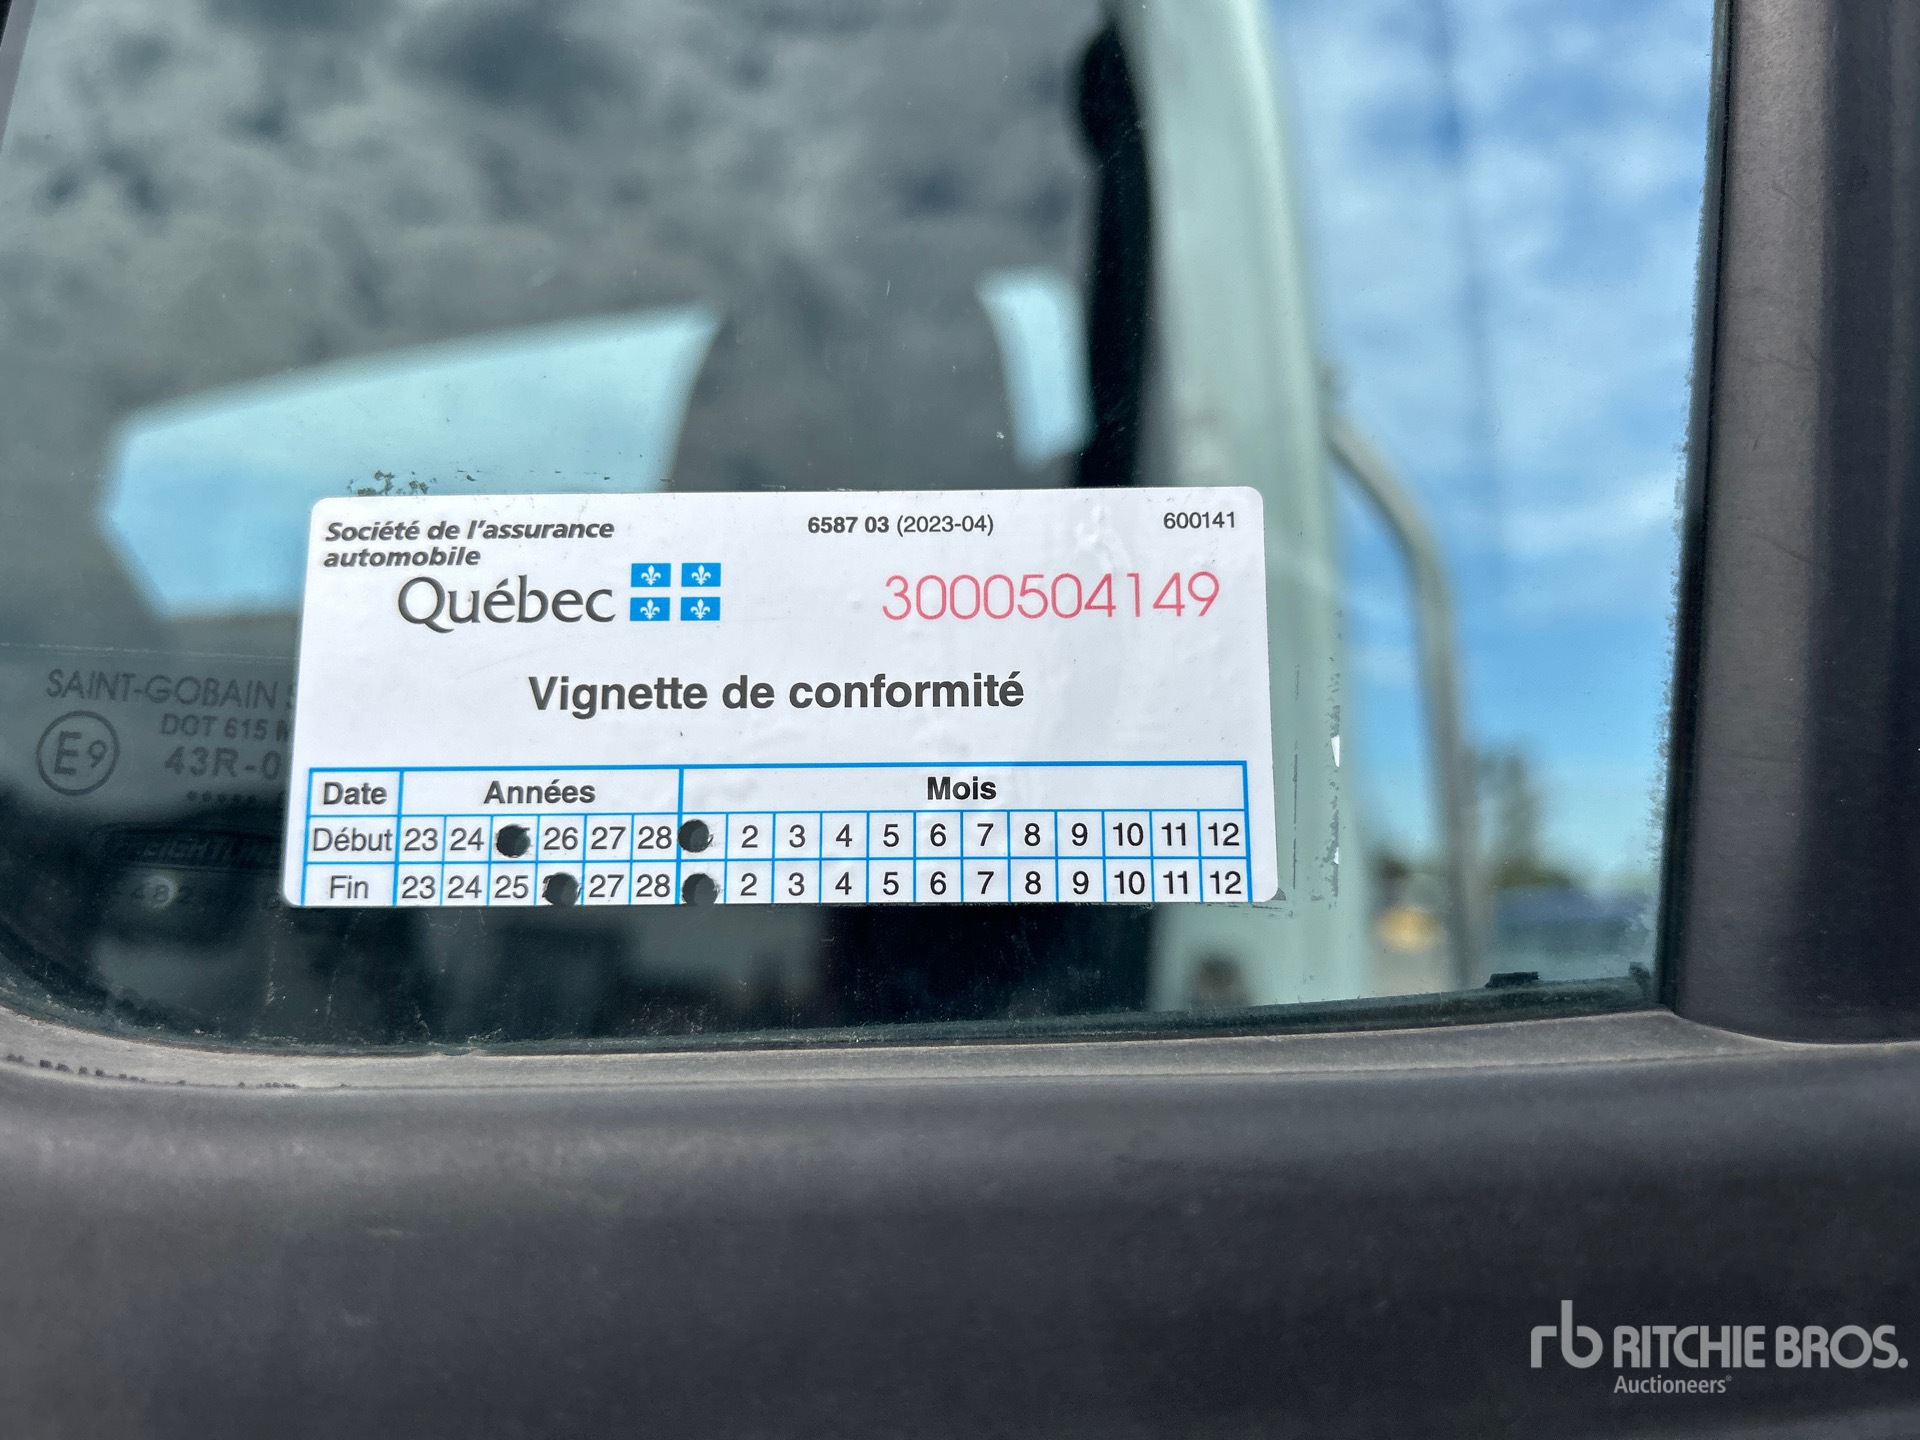 Société de l'assurance
automobile
Québec
6587 03 (2023-04)
600141
3000504149
Vignette de conformité
Date Années Mois
Début 23 24 26 27 28 2 3 4 5 6 7 8 9 10 11 12
Fin 23 24 25 27 28 2 3 4 5 6 7 8 9 10 11 12
SAINT-GOBAIN
DOT 615
E9
43R-0
rb RITCHIE BROS.
Auctioneers